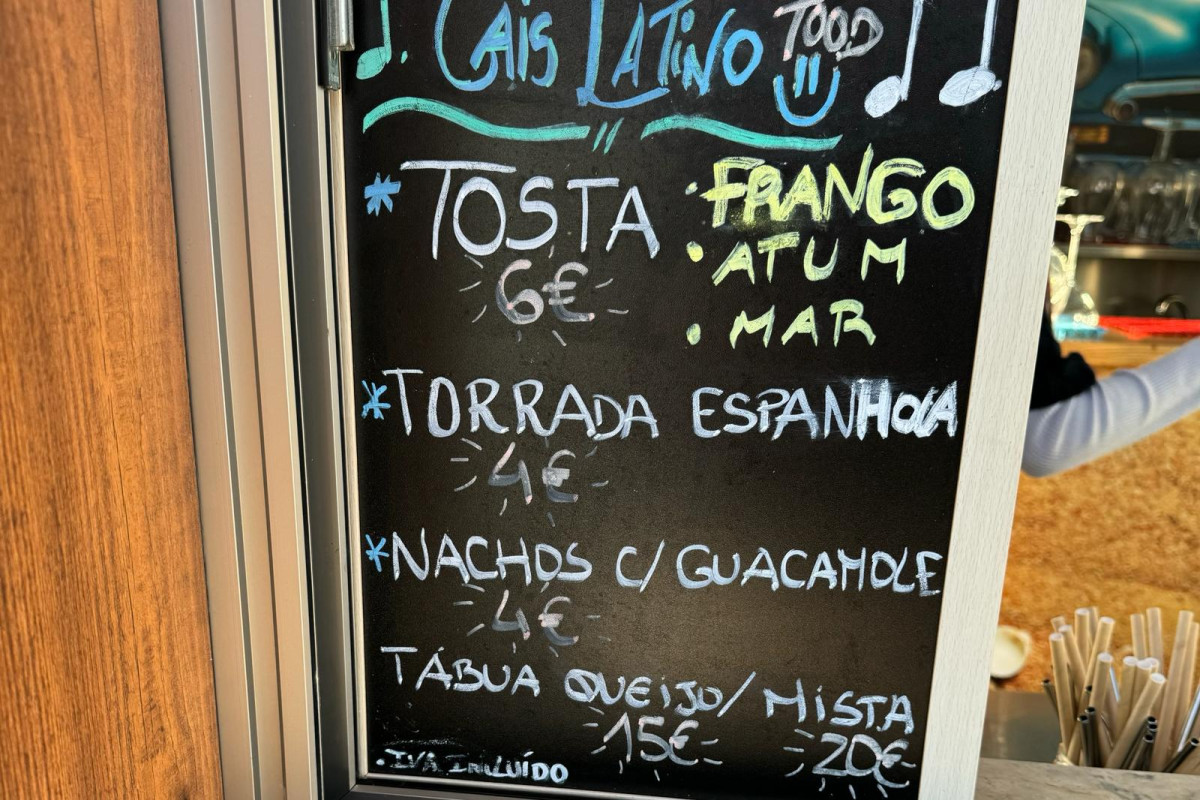 Cais Latino TOOD
* TOSTA
6€
• FRANGO
• ATUM
• MAR
* TORRADA ESPANHOLA
4€
* NACHOS C/ GUACAMOLE
4€
TÁBUA QUEIJO / MISTA
15€ 20€
• IVA INCLUÍDO